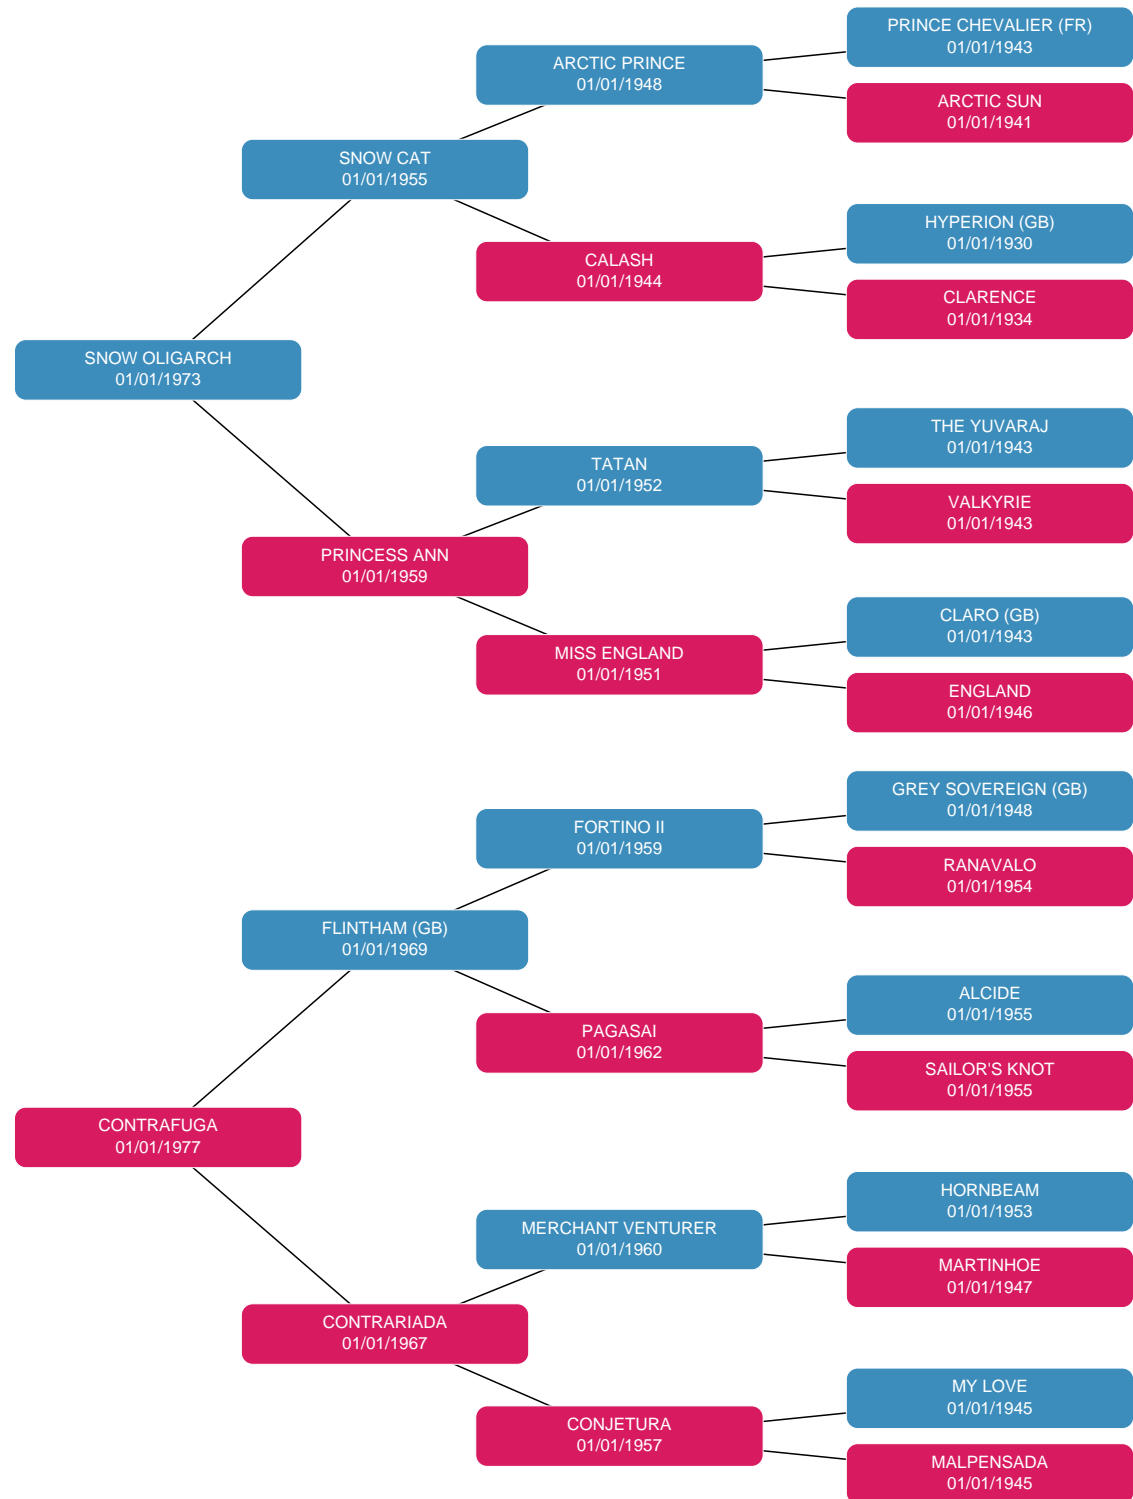 PRINCE CHEVALIER (FR)
01/01/1943
ARCTIC PRINCE
01/01/1948
ARCTIC SUN
01/01/1941
SNOW CAT
01/01/1955
HYPERION (GB)
01/01/1930
CALASH
01/01/1944
CLARENCE
01/01/1934
SNOW OLIGARCH
01/01/1973
THE YUVARAJ
01/01/1943
TATAN
01/01/1952
VALKYRIE
01/01/1943
PRINCESS ANN
01/01/1959
CLARO (GB)
01/01/1943
MISS ENGLAND
01/01/1951
ENGLAND
01/01/1946
GREY SOVEREIGN (GB)
01/01/1948
FORTINO II
01/01/1959
RANAVALO
01/01/1954
FLINTHAM (GB)
01/01/1969
ALCIDE
01/01/1955
PAGASAI
01/01/1962
SAILOR'S KNOT
01/01/1955
CONTRAFUGA
01/01/1977
HORNBEAM
01/01/1953
MERCHANT VENTURER
01/01/1960
MARTINHOE
01/01/1947
CONTRARIADA
01/01/1967
MY LOVE
01/01/1945
CONJETURA
01/01/1957
MALPENSADA
01/01/1945